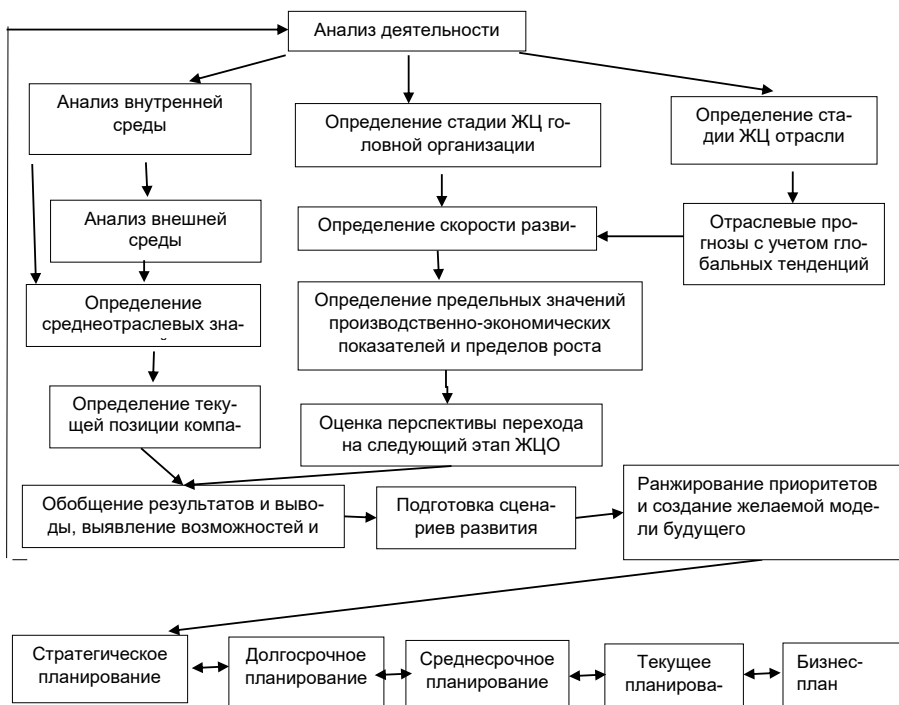 Анализ деятельности
Анализ внутренней
среды
Определение стадии ЖЦ го-
ловной организации
Определение ста-
дии ЖЦ отрасли
Анализ внешней
среды
Определение скорости разви-
Отраслевые про-
гнозы с учетом гло-
бальных тенденций
Определение
среднеотраслевых зна-
Определение предельных значений
производственно-экономических
показателей и пределов роста
Определение теку-
щей позиции компа-
Оценка перспективы перехода
на следующий этап ЖЦО
Обобщение результатов и выво-
ды, выявление возможностей и
Подготовка сцена-
риев развития
Ранжирование приоритетов
и создание желаемой моде-
ли будущего
Стратегическое
планирование
Долгосрочное
планирование
Среднесрочное
планирование
Текущее
планирова-
Бизнес-
план